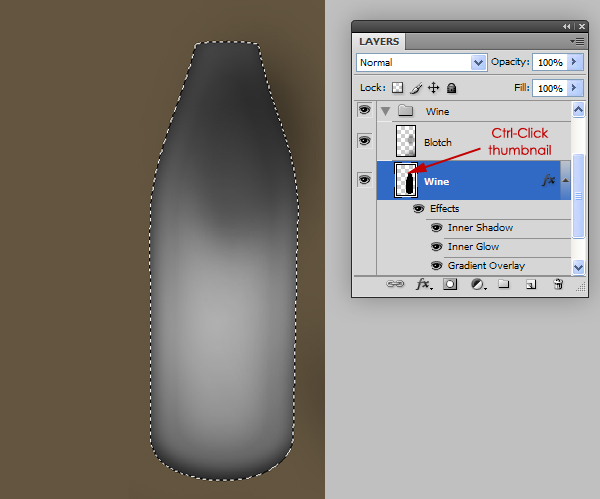 LAYERS
Normal Opacity: 100%
Lock: Fill: 100%
Wine
Blotch
Ctrl-Click
thumbnail
Wine fx
Effects
Inner Shadow
Inner Glow
Gradient Overlay
fx